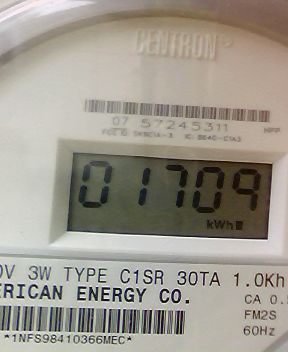 CENTRON
07 57245311
01709
kWh
0V 3W TYPE C1SR 30TA 1.0Kh
ERICAN ENERGY CO.
CA 0.
FM2S
60Hz
*1NFS98410366MEC*